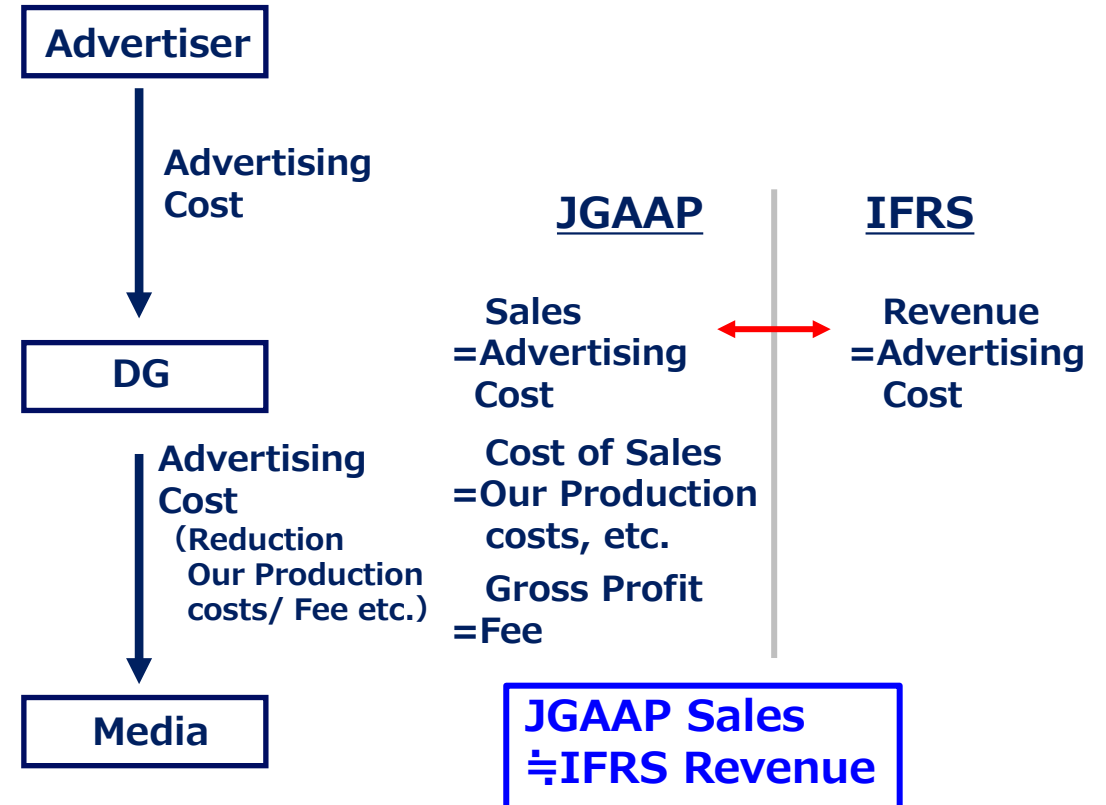 Advertiser
Advertising
Cost
DG
Advertising
Cost
（Reduction
Our Production
costs/ Fee etc.）
Media
JGAAP
IFRS
Sales
=Advertising
Cost
Revenue
=Advertising
Cost
Cost of Sales
=Our Production
costs, etc.
Gross Profit
=Fee
JGAAP Sales
≒IFRS Revenue